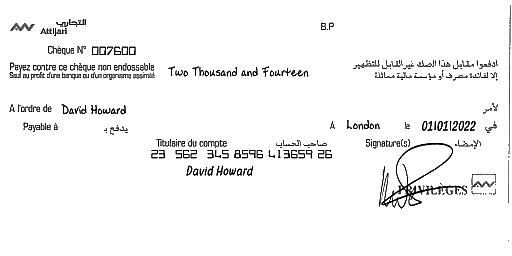 التجاري
Attijari
B.P
Chèque N° 007600
Payez contre ce chèque non endossable
Sauf au profit d'une banque ou d'un organisme assimilé
Two Thousand and Fourteen
ادفعوا مقابل هذا الصك غير القابل للتظهير
إلا لفائدة مصرف أو مؤسسة مالية مماثلة
A l'ordre de David Howard لأمر
Payable à يدفع بـ A London le 01/01/2022 في
Titulaire du compte صاحب الحساب Signature(s) الإمضاء
23 562 345 8596 413659 26
David Howard
PRIVILÈGES